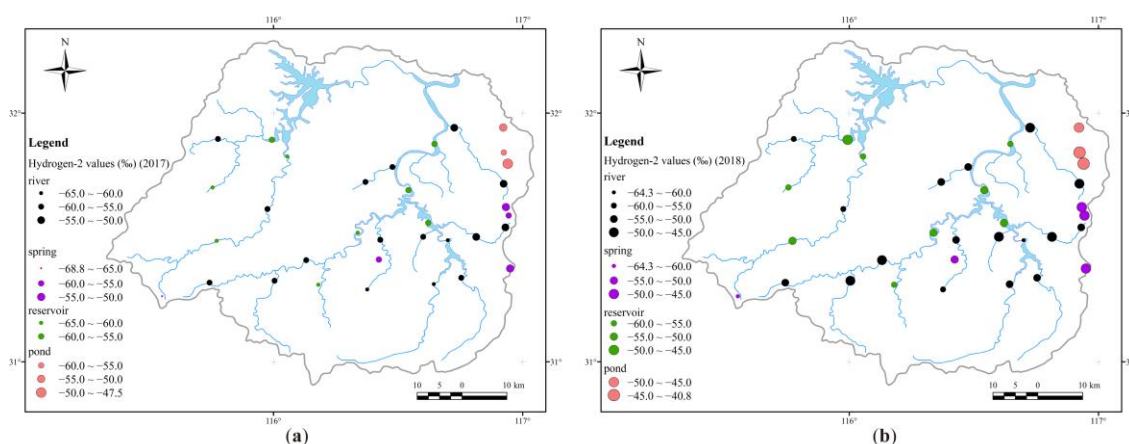 116°
117°
N
32°
Legend
Hydrogen-2 values (‰) (2017)
river
−65.0 ~ −60.0
−60.0 ~ −55.0
−55.0 ~ −50.0
spring
−68.8 ~ −65.0
−60.0 ~ −55.0
−55.0 ~ −50.0
reservoir
−65.0 ~ −60.0
−60.0 ~ −55.0
pond
−60.0 ~ −55.0
−55.0 ~ −50.0
−50.0 ~ −47.5
31°
10 5 0 10 km
116°
117°
(a)
116°
117°
N
32°
32°
Legend
Hydrogen-2 values (‰) (2018)
river
−64.3 ~ −60.0
−60.0 ~ −55.0
−55.0 ~ −50.0
−50.0 ~ −45.0
spring
−64.3 ~ −60.0
−55.0 ~ −50.0
−50.0 ~ −45.0
reservoir
−60.0 ~ −55.0
−55.0 ~ −50.0
−50.0 ~ −45.0
pond
−50.0 ~ −45.0
−45.0 ~ −40.8
31°
31°
10 5 0 10 km
116°
117°
(b)